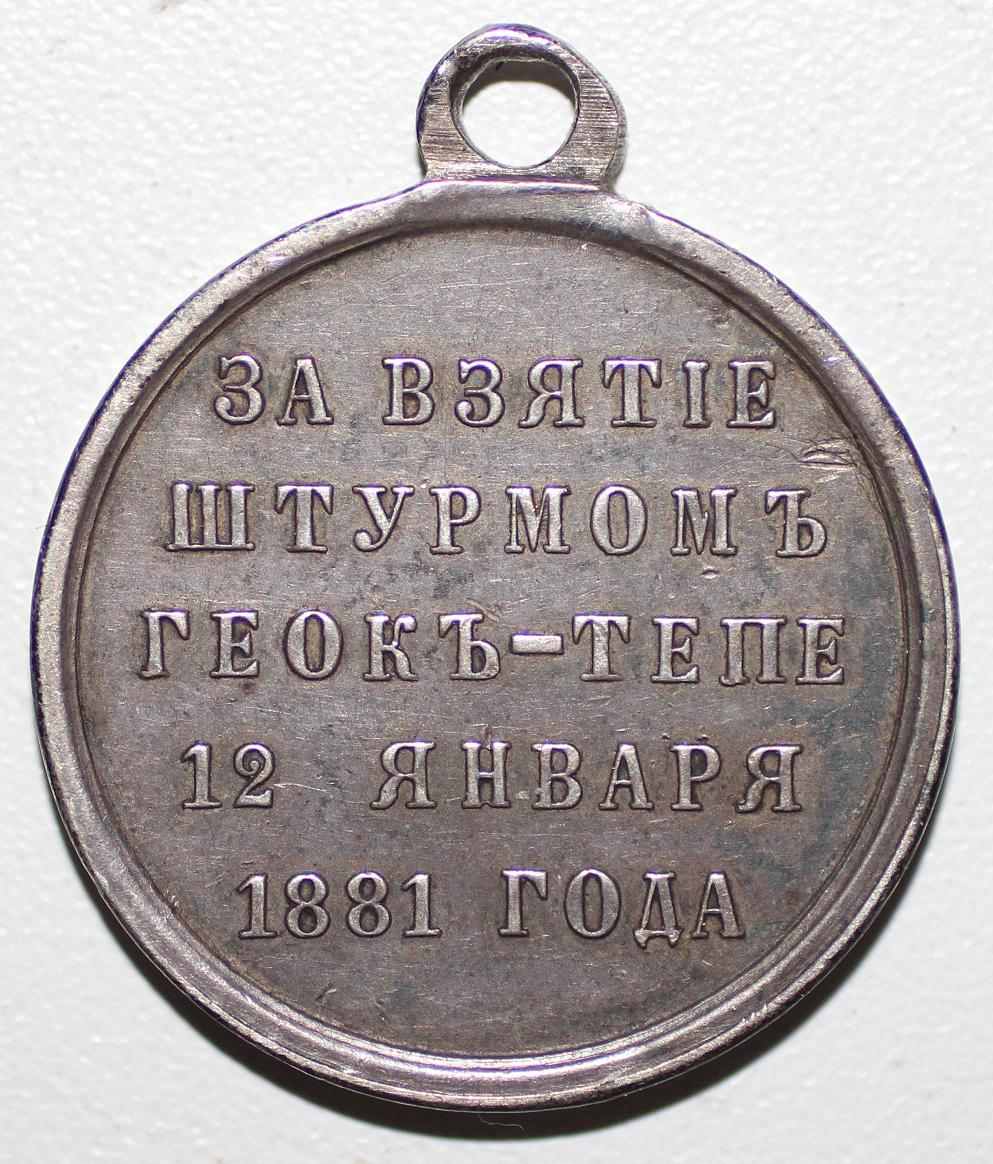 ЗА ВЗЯТІЕ
ШТУРМОМЪ
ГЕОКЪ-ТЕПЕ
12 ЯНВАРЯ
1881 ГОДА